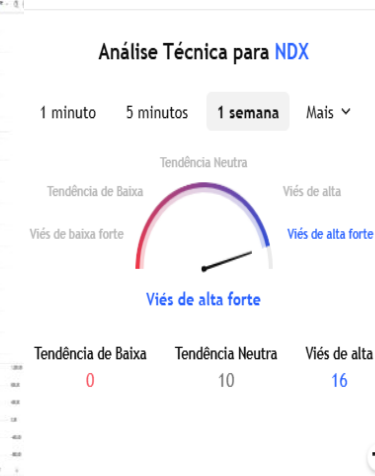 Análise Técnica para NDX
1 minuto 5 minutos 1 semana Mais
Tendência Neutra
Tendência de Baixa Viés de alta
Viés de baixa forte Viés de alta forte
Viés de alta forte
Tendência de Baixa Tendência Neutra Viés de alta
0 10 16